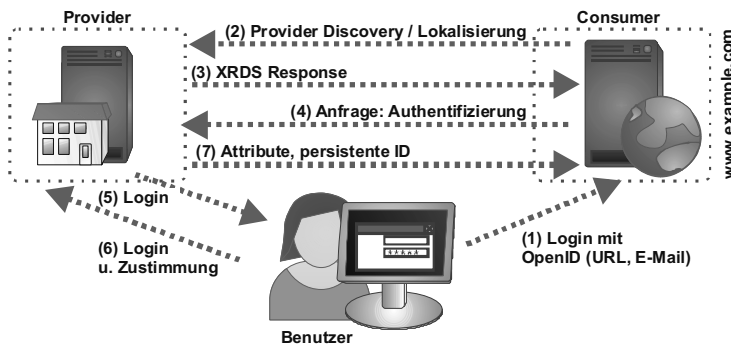 Provider
Consumer
(2) Provider Discovery / Lokalisierung
(3) XRDS Response
(4) Anfrage: Authentifizierung
(7) Attribute, persistente ID
www.example.com
(5) Login
(6) Login
u. Zustimmung
(1) Login mit
OpenID (URL, E-Mail)
Benutzer